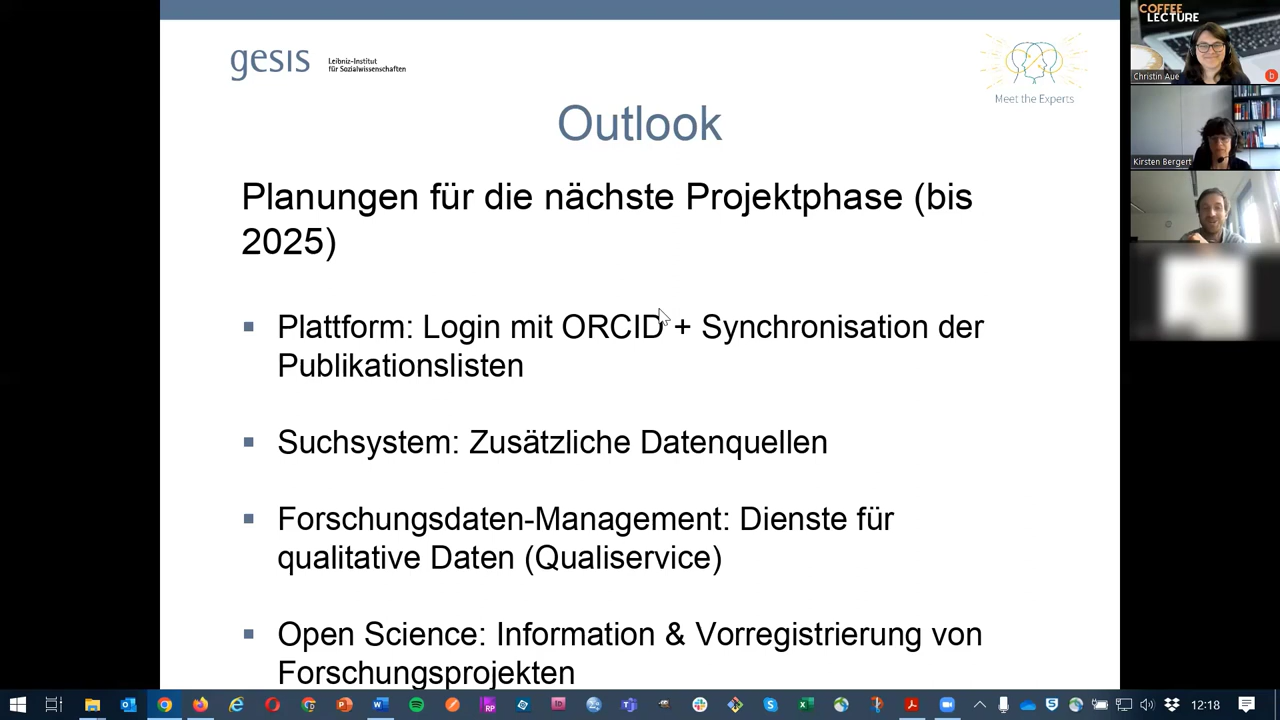 COFFEE
LECTURE
gesis
Leibniz-Institut
für Sozialwissenschaften
Meet the Experts
Christin Aue
Kirsten Bergert
Outlook
Planungen für die nächste Projektphase (bis
2025)
▪ Plattform: Login mit ORCID + Synchronisation der
Publikationslisten
▪ Suchsystem: Zusätzliche Datenquellen
▪ Forschungsdaten-Management: Dienste für
qualitative Daten (Qualiservice)
▪ Open Science: Information & Vorregistrierung von
Forschungsprojekten
12:18